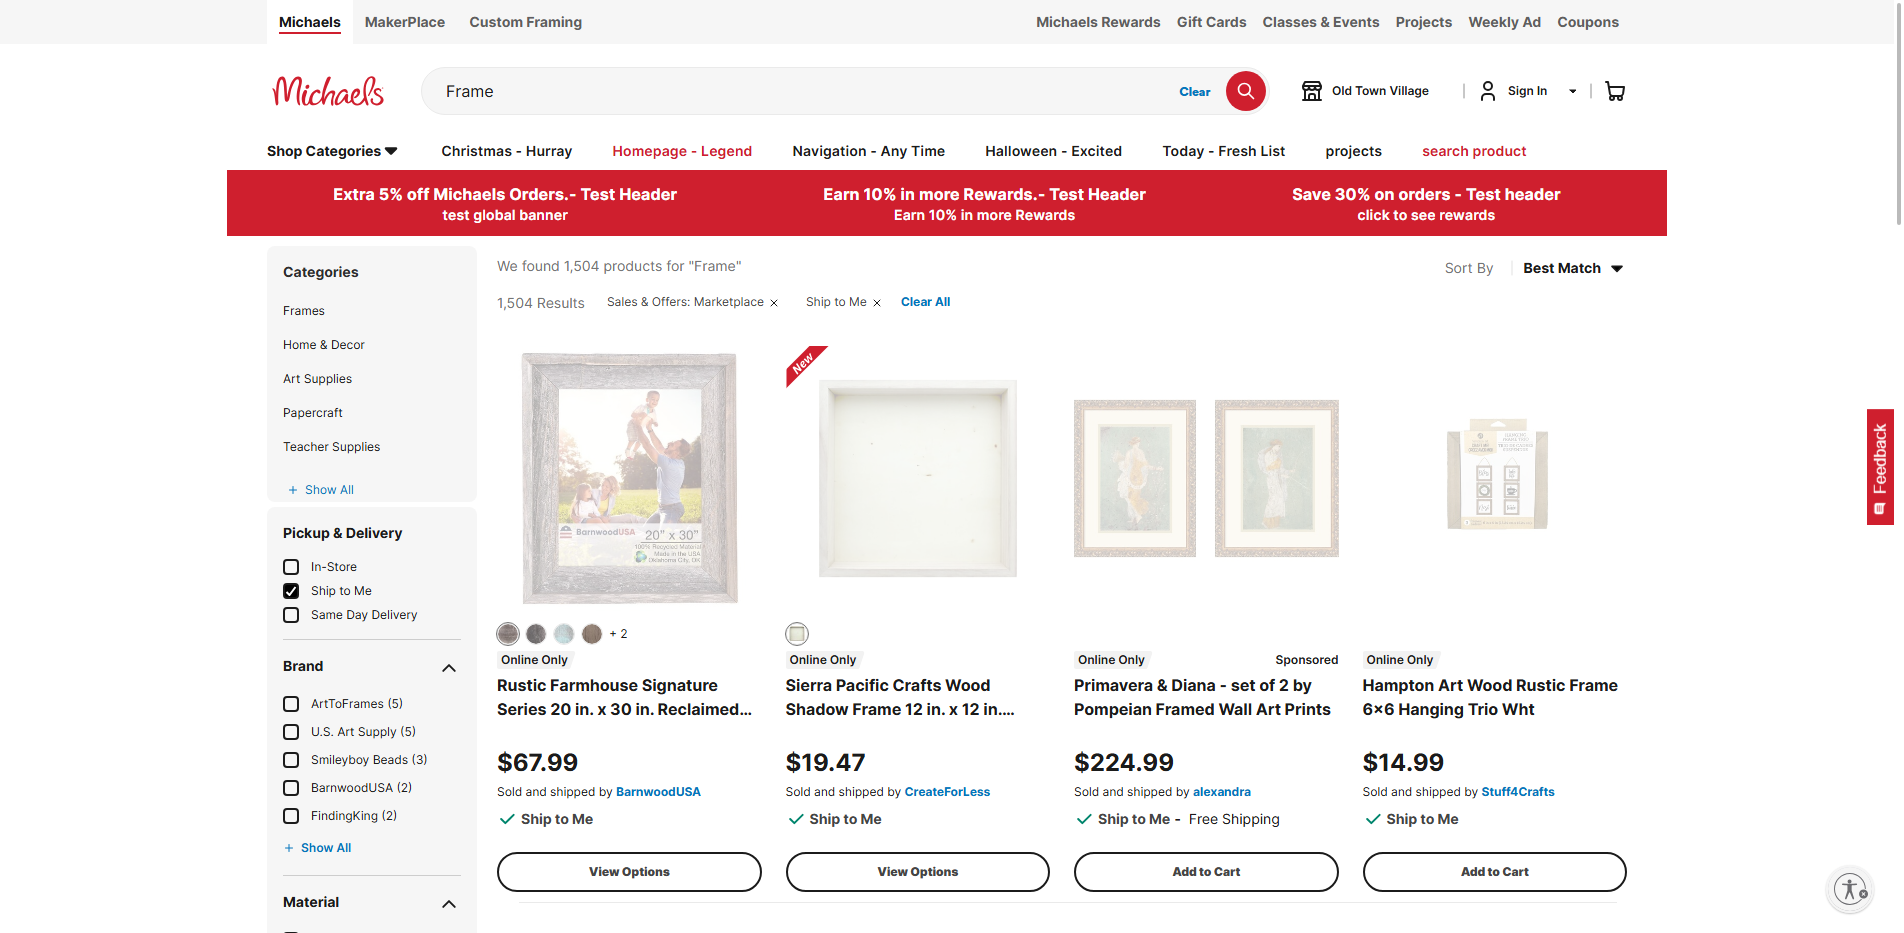 Michaels
MakerPlace
Custom Framing
Michaels Rewards
Gift Cards
Classes & Events
Projects
Weekly Ad
Coupons
Michaels
Frame
Clear
Old Town Village
Sign In
Shop Categories
Christmas - Hurray
Homepage - Legend
Navigation - Any Time
Halloween - Excited
Today - Fresh List
projects
search product
Extra 5% off Michaels Orders.- Test Header
test global banner
Earn 10% in more Rewards.- Test Header
Earn 10% in more Rewards
Save 30% on orders - Test header
click to see rewards
Categories
Frames
Home & Decor
Art Supplies
Papercraft
Teacher Supplies
+ Show All
Pickup & Delivery
In-Store
Ship to Me
Same Day Delivery
Brand
ArtToFrames (5)
U.S. Art Supply (5)
Smileyboy Beads (3)
BarnwoodUSA (2)
FindingKing (2)
+ Show All
Material
We found 1,504 products for "Frame"
Sort By
Best Match
1,504 Results
Sales & Offers: Marketplace
Ship to Me
Clear All
BarnwoodUSA
20" x 30"
100% Recycled Material
Made in the USA
Oklahoma City, OK
+ 2
Online Only
Rustic Farmhouse Signature
Series 20 in. x 30 in. Reclaimed...
$67.99
Sold and shipped by BarnwoodUSA
Ship to Me
View Options
New
Online Only
Sierra Pacific Crafts Wood
Shadow Frame 12 in. x 12 in....
$19.47
Sold and shipped by CreateForLess
Ship to Me
View Options
Online Only
Sponsored
Primavera & Diana - set of 2 by
Pompeian Framed Wall Art Prints
$224.99
Sold and shipped by alexandra
Ship to Me - Free Shipping
Add to Cart
Online Only
Hampton Art Wood Rustic Frame
6x6 Hanging Trio Wht
$14.99
Sold and shipped by Stuff4Crafts
Ship to Me
Add to Cart
Feedback